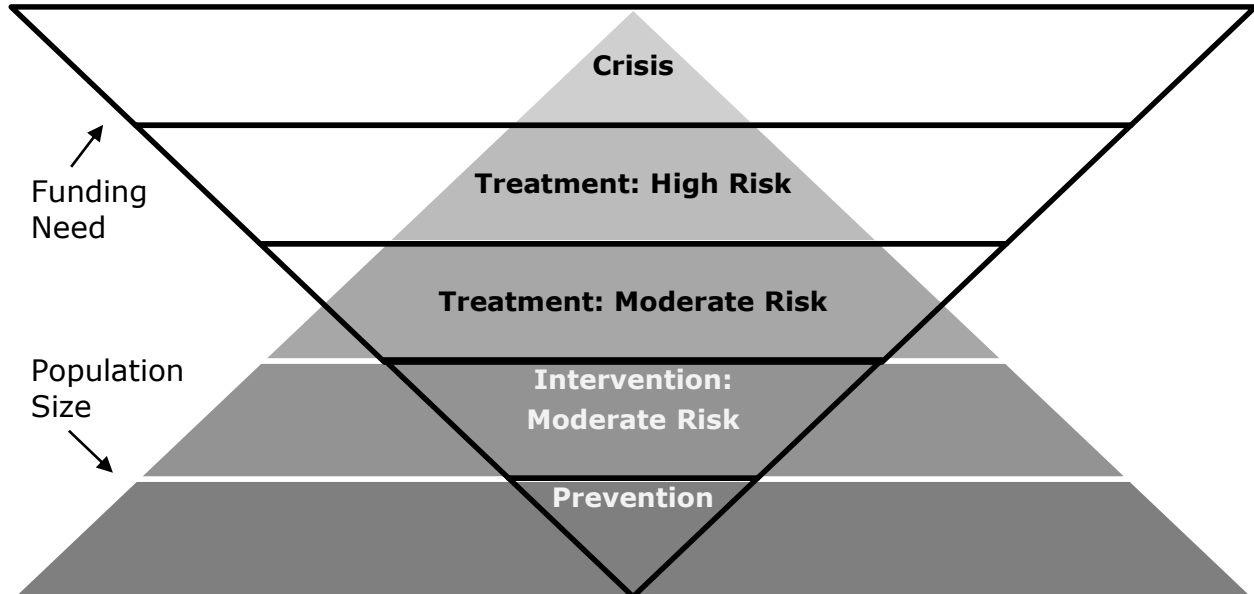 Crisis
Treatment: High Risk
Funding
Need
Treatment: Moderate Risk
Population
Size
Intervention:
Moderate Risk
Prevention